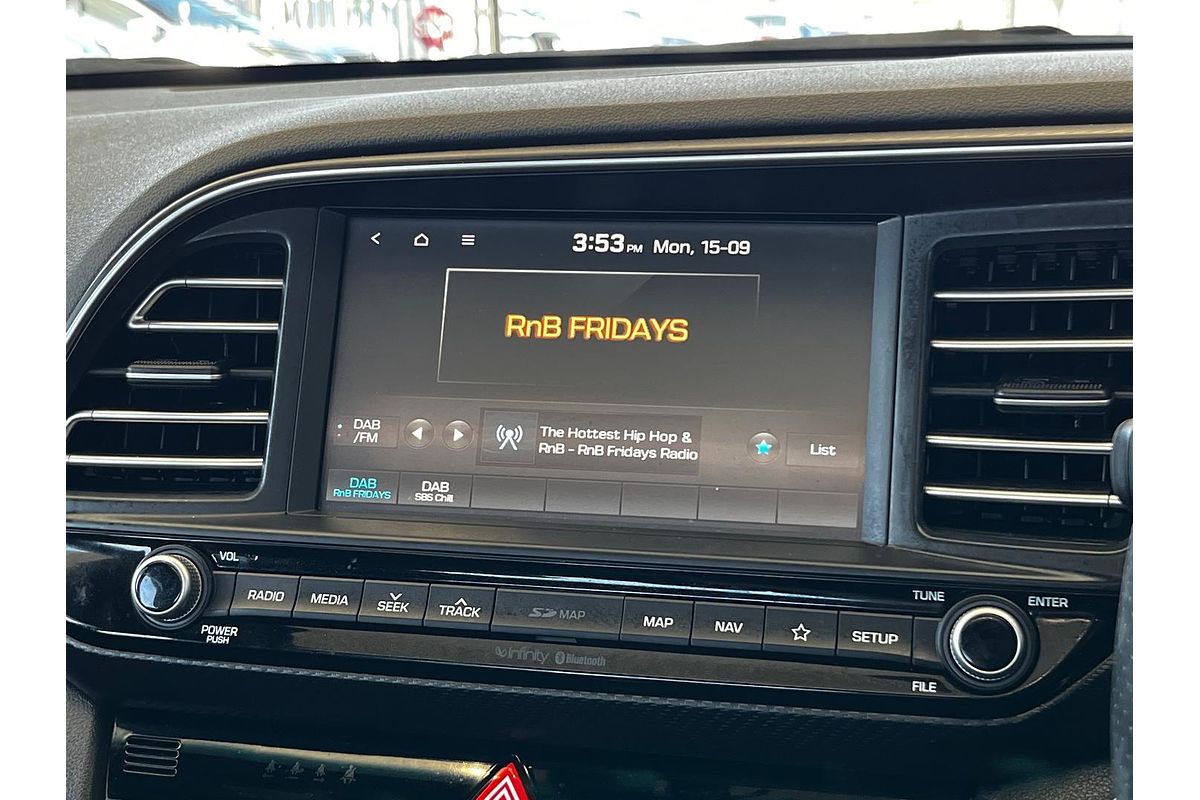 3:53 PM Mon, 15-09
RnB FRIDAYS
DAB
/FM
The Hottest Hip Hop &
RnB - RnB Fridays Radio
List
DAB
RnB FRIDAYS
DAB
SBS Chill
VOL
RADIO
MEDIA
SEEK
TRACK
SD MAP
MAP
NAV
SETUP
TUNE
ENTER
POWER
PUSH
infinity Bluetooth
FILE